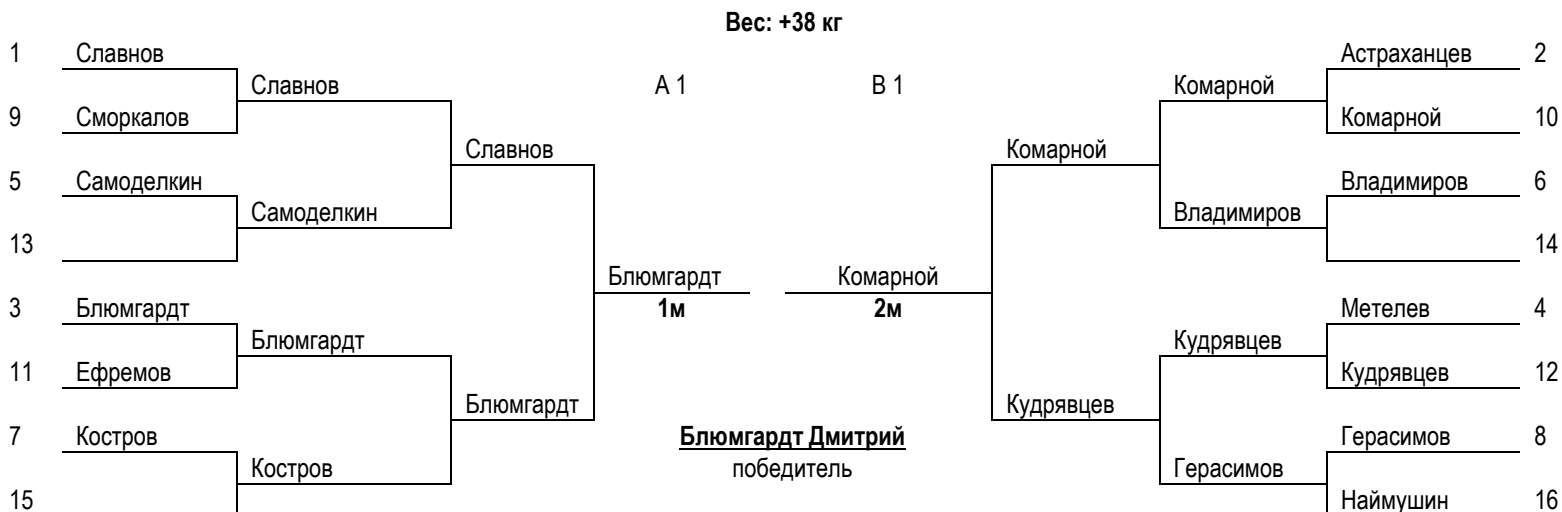 Вес: +38 кг
1 Славнов Астраханцев 2
Славнов А 1 В 1 Комарной
9 Сморкалов Комарной 10
Славнов Комарной
5 Самоделкин Владимиров 6
Самоделкин Владимиров
13 14
Блюмгардт Комарной
3 Блюмгардт 1м 2м Метелев 4
Блюмгардт Кудрявцев
11 Ефремов Кудрявцев 12
Блюмгардт Кудрявцев
7 Костров Блюмгардт Дмитрий Герасимов 8
Костров победитель Герасимов
15 Наймушин 16